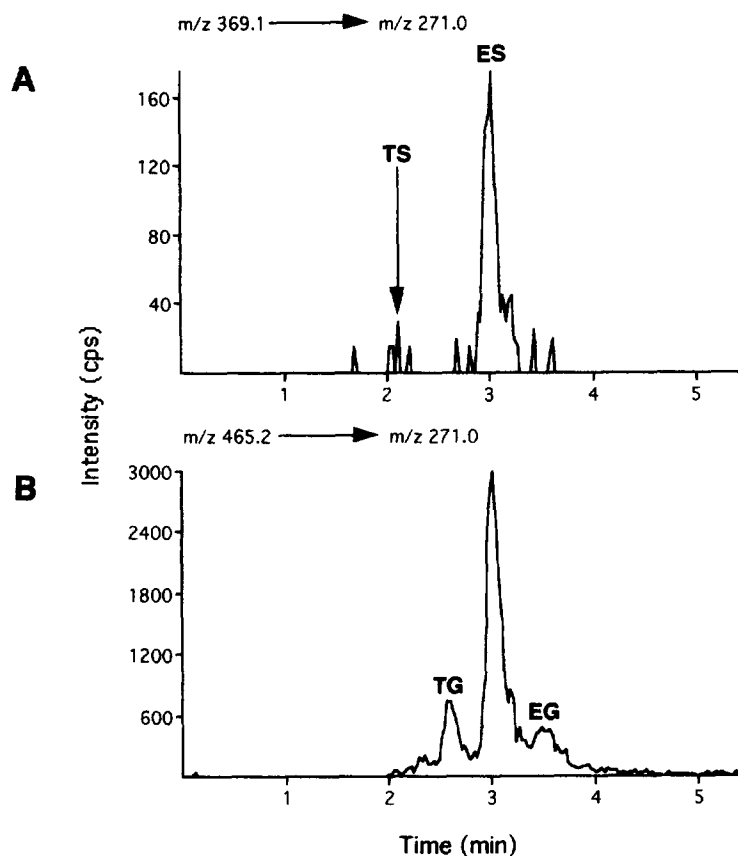 m/z 369.1 m/z 271.0
A
ES
TS
160
120
80
40
1 2 3 4 5
Intensity (cps)
m/z 465.2 m/z 271.0
B
3000
2400
1800
1200
600
TG
EG
1 2 3 4 5
Time (min)